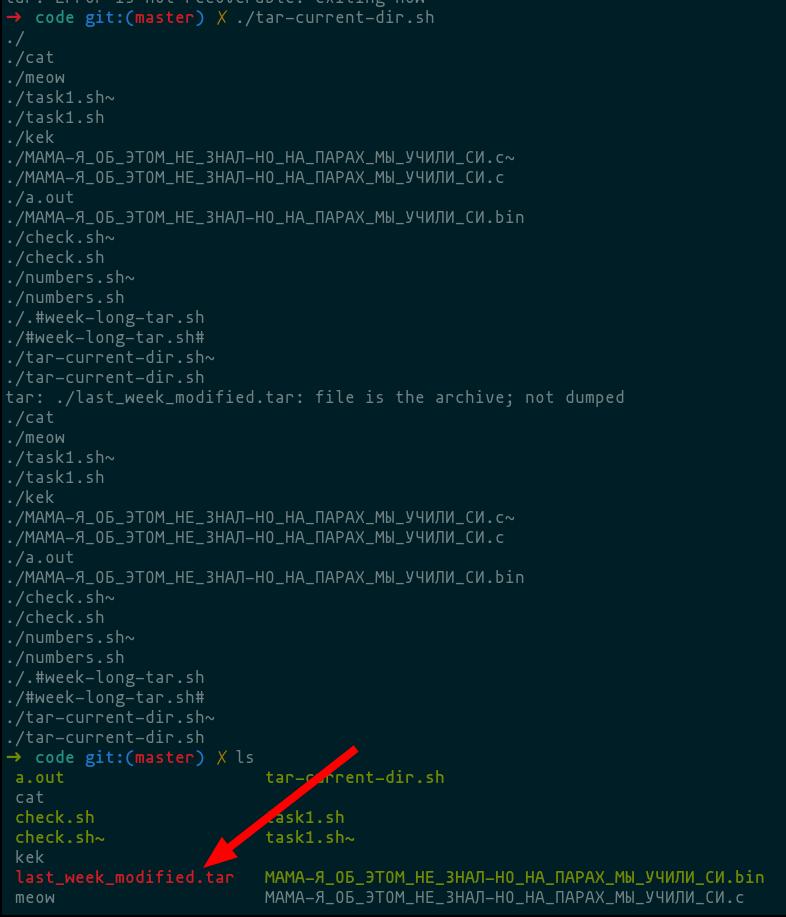 tar: Error is not recoverable: exiting now
→ code git:(master) ✗ ./tar-current-dir.sh
./
./cat
./meow
./task1.sh~
./task1.sh
./kek
./МАМА-Я_ОБ_ЭТОМ_НЕ_ЗНАЛ-НО_НА_ПАРАХ_МЫ_УЧИЛИ_СИ.c~
./МАМА-Я_ОБ_ЭТОМ_НЕ_ЗНАЛ-НО_НА_ПАРАХ_МЫ_УЧИЛИ_СИ.c
./a.out
./МАМА-Я_ОБ_ЭТОМ_НЕ_ЗНАЛ-НО_НА_ПАРАХ_МЫ_УЧИЛИ_СИ.bin
./check.sh~
./check.sh
./numbers.sh~
./numbers.sh
./.#week-long-tar.sh
./#week-long-tar.sh#
./tar-current-dir.sh~
./tar-current-dir.sh
tar: ./last_week_modified.tar: file is the archive; not dumped
./cat
./meow
./task1.sh~
./task1.sh
./kek
./МАМА-Я_ОБ_ЭТОМ_НЕ_ЗНАЛ-НО_НА_ПАРАХ_МЫ_УЧИЛИ_СИ.c~
./МАМА-Я_ОБ_ЭТОМ_НЕ_ЗНАЛ-НО_НА_ПАРАХ_МЫ_УЧИЛИ_СИ.c
./a.out
./МАМА-Я_ОБ_ЭТОМ_НЕ_ЗНАЛ-НО_НА_ПАРАХ_МЫ_УЧИЛИ_СИ.bin
./check.sh~
./check.sh
./numbers.sh~
./numbers.sh
./.#week-long-tar.sh
./#week-long-tar.sh#
./tar-current-dir.sh~
./tar-current-dir.sh
→ code git:(master) ✗ ls
a.out tar-current-dir.sh
cat
check.sh task1.sh
check.sh~ task1.sh~
kek
last_week_modified.tar МАМА-Я_ОБ_ЭТОМ_НЕ_ЗНАЛ-НО_НА_ПАРАХ_МЫ_УЧИЛИ_СИ.bin
meow МАМА-Я_ОБ_ЭТОМ_НЕ_ЗНАЛ-НО_НА_ПАРАХ_МЫ_УЧИЛИ_СИ.c